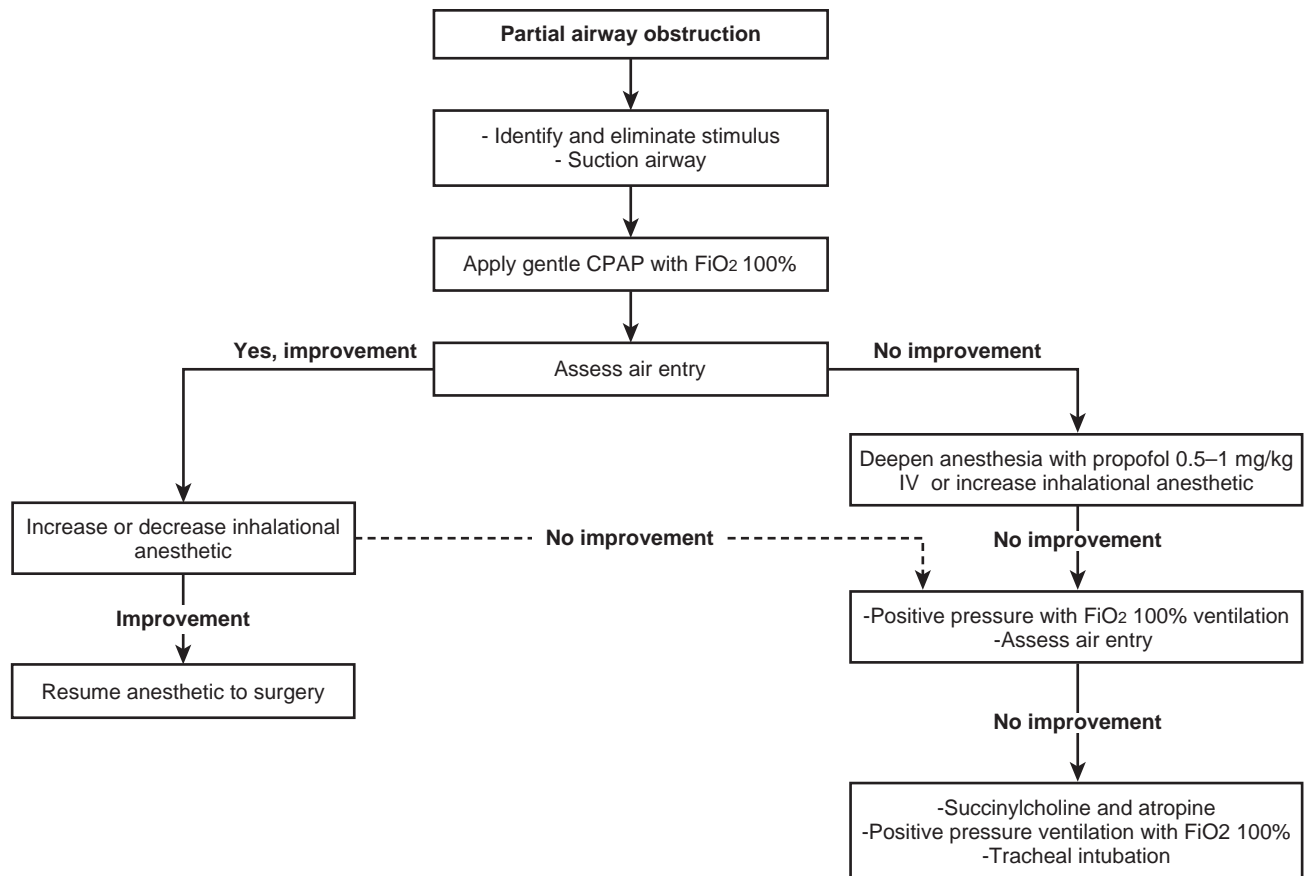 Partial airway obstruction
- Identify and eliminate stimulus
- Suction airway
Apply gentle CPAP with FiO2 100%
Yes, improvement
Assess air entry
No improvement
Deepen anesthesia with propofol 0.5–1 mg/kg
IV or increase inhalational anesthetic
Increase or decrease inhalational
anesthetic
No improvement
No improvement
Improvement
-Positive pressure with FiO2 100% ventilation
-Assess air entry
Resume anesthetic to surgery
No improvement
-Succinylcholine and atropine
-Positive pressure ventilation with FiO2 100%
-Tracheal intubation